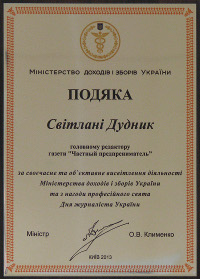 МІНІСТЕРСТВО ДОХОДІВ І ЗБОРІВ УКРАЇНИ
ПОДЯКА
Світлані Дудник
головному редактору
газети "Частный предприниматель"
за своєчасне та об'єктивне висвітлення діяльності
Міністерства доходів і зборів України
та з нагоди професійного свята
Дня журналіста України
Міністр О.В. Клименко
КИЇВ 2013